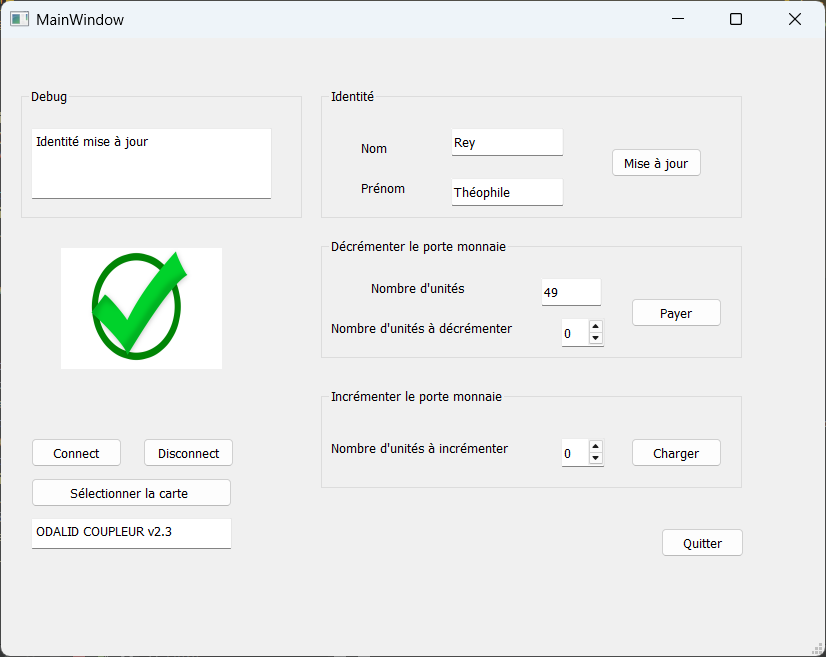 MainWindow
Debug
Identité mise à jour
Identité
Nom
Rey
Prénom
Théophile
Mise à jour
Décrémenter le porte monnaie
Nombre d'unités
49
Nombre d'unités à décrémenter
0
Payer
Incrémenter le porte monnaie
Nombre d'unités à incrémenter
0
Charger
Connect
Disconnect
Sélectionner la carte
ODALID COUPLEUR v2.3
Quitter